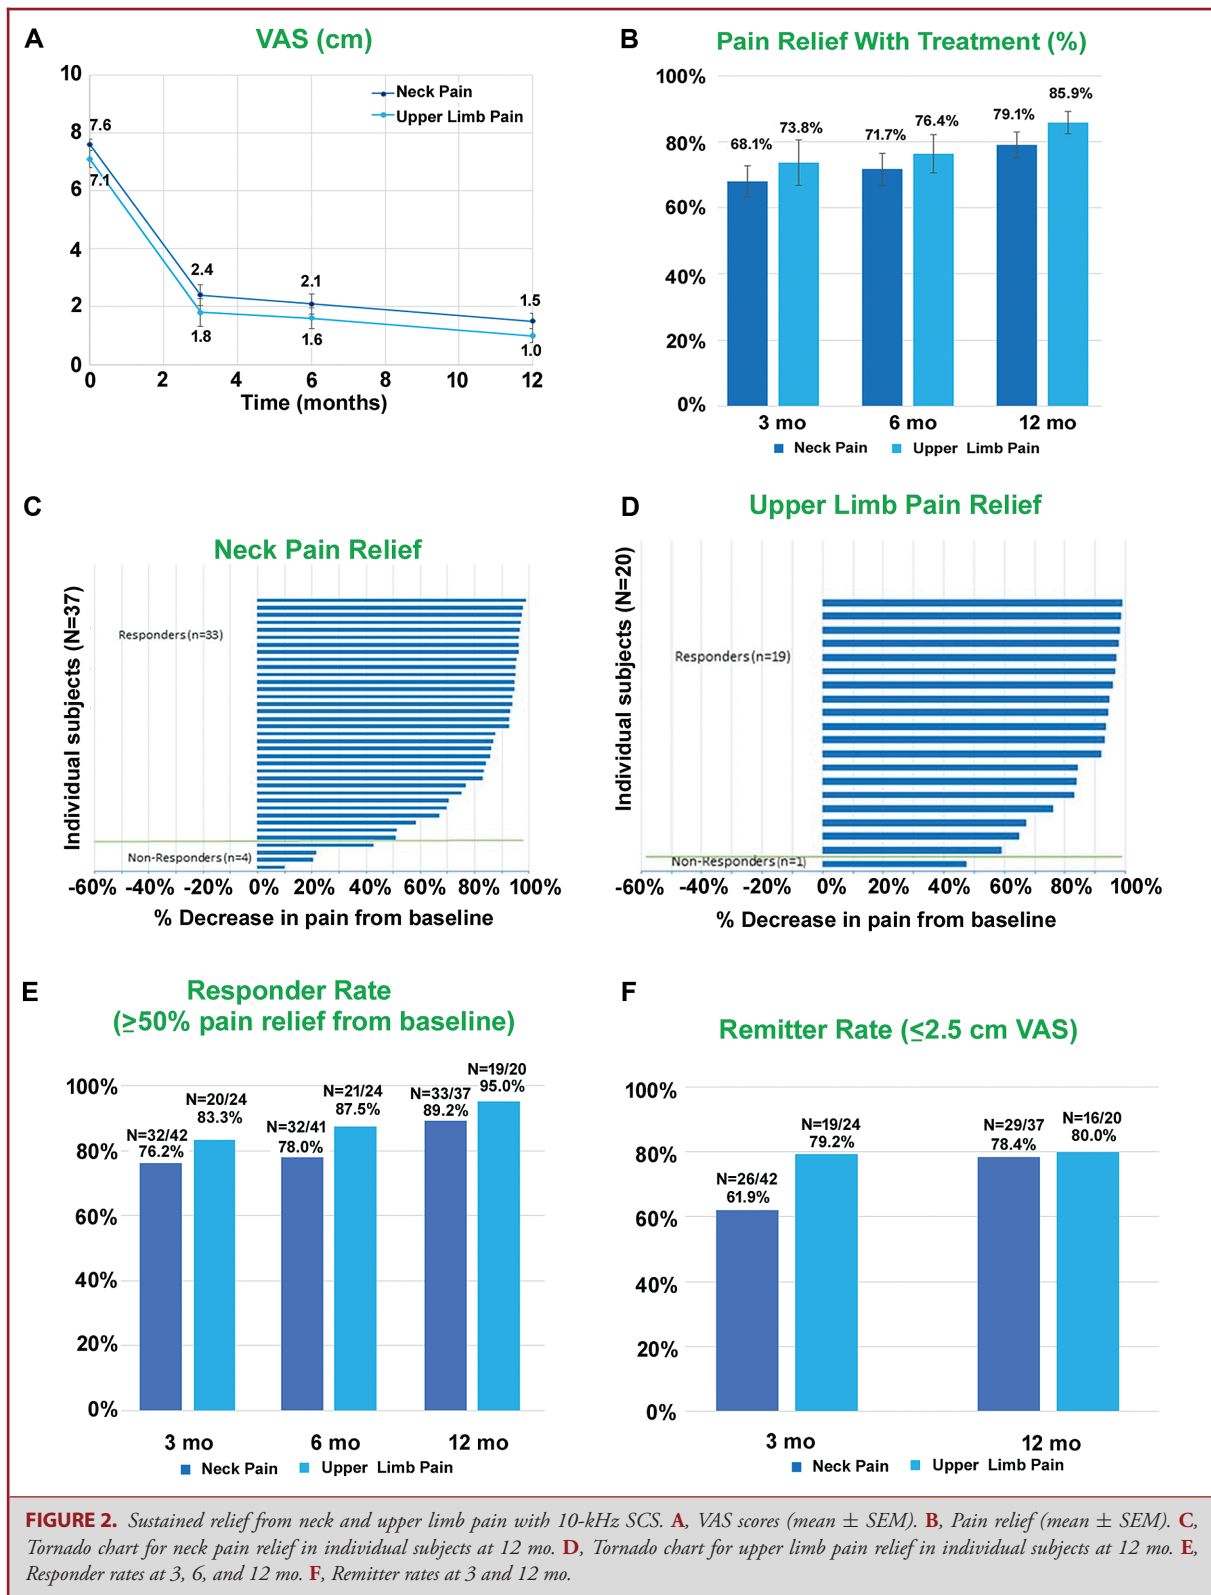 A
VAS (cm)
10
8
6
4
2
0
7.6
7.1
2.4
1.8
2.1
1.6
1.5
1.0
Neck Pain
Upper Limb Pain
0 2 4 6 8 10 12
Time (months)
B
Pain Relief With Treatment (%)
100%
80%
60%
40%
20%
0%
68.1%
73.8%
71.7%
76.4%
79.1%
85.9%
3 mo 6 mo 12 mo
Neck Pain Upper Limb Pain
C
Neck Pain Relief
Individual subjects (N=37)
Responders (n=33)
Non-Responders (n=4)
-60% -40% -20% 0% 20% 40% 60% 80% 100%
% Decrease in pain from baseline
D
Upper Limb Pain Relief
Individual subjects (N=20)
Responders (n=19)
Non-Responders (n=1)
-60% -40% -20% 0% 20% 40% 60% 80% 100%
% Decrease in pain from baseline
E
Responder Rate
(≥50% pain relief from baseline)
100%
80%
60%
40%
20%
0%
N=32/42
76.2%
N=20/24
83.3%
N=32/41
78.0%
N=21/24
87.5%
N=33/37
89.2%
N=19/20
95.0%
3 mo 6 mo 12 mo
Neck Pain Upper Limb Pain
F
Remitter Rate (≤2.5 cm VAS)
100%
80%
60%
40%
20%
0%
N=26/42
61.9%
N=19/24
79.2%
N=29/37
78.4%
N=16/20
80.0%
3 mo 12 mo
Neck Pain Upper Limb Pain
FIGURE 2. Sustained relief from neck and upper limb pain with 10-kHz SCS. A, VAS scores (mean ± SEM). B, Pain relief (mean ± SEM). C,
Tornado chart for neck pain relief in individual subjects at 12 mo. D, Tornado chart for upper limb pain relief in individual subjects at 12 mo. E,
Responder rates at 3, 6, and 12 mo. F, Remitter rates at 3 and 12 mo.